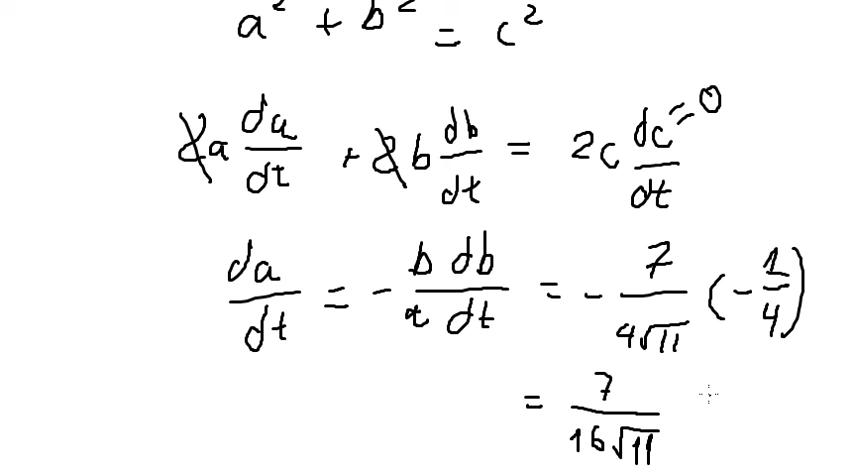 a² + b² = c²
2a da/dt + 2b db/dt = 2c dc/dt = 0
da/dt = - b/a db/dt = - 7/4√11 (-1/4)
= 7/16√11